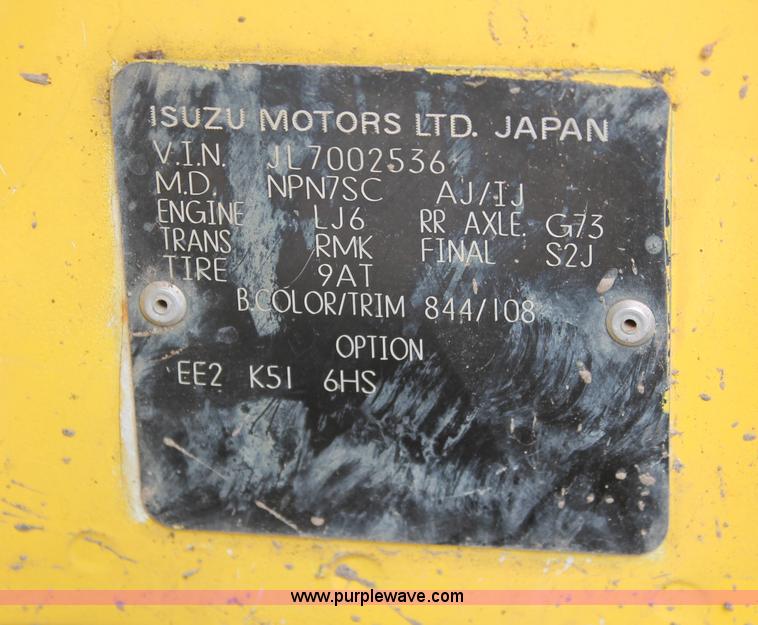 ISUZU MOTORS LTD. JAPAN
V.I.N. JL7002536
M.D. NPN7SC AJ/IJ
ENGINE LJ6 RR AXLE. G73
TRANS RMK FINAL S2J
TIRE 9AT
B.COLOR/TRIM 844/108
OPTION
EE2 K51 6HS
www.purplewave.com